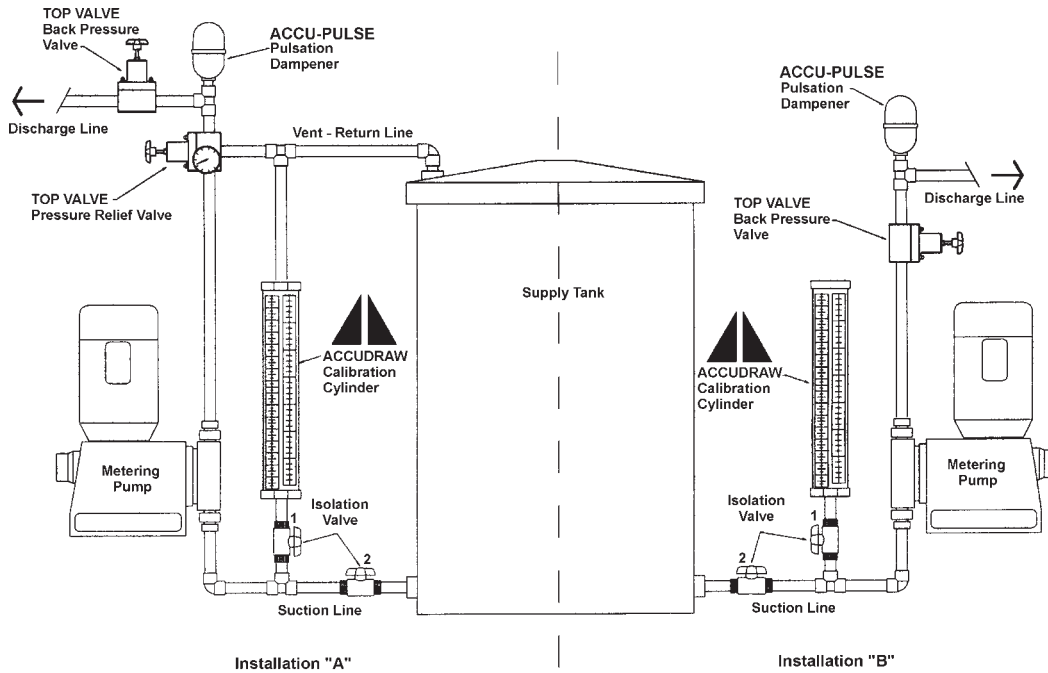 TOP VALVE
Back Pressure
Valve
ACCU-PULSE
Pulsation
Dampener
Discharge Line
Vent - Return Line
TOP VALVE
Pressure Relief Valve
ACCUDRAW
Calibration
Cylinder
Metering
Pump
Isolation
Valve
1
2
Suction Line
Installation "A"
Supply Tank
ACCU-PULSE
Pulsation
Dampener
Discharge Line
TOP VALVE
Back Pressure
Valve
ACCUDRAW
Calibration
Cylinder
Metering
Pump
Isolation
Valve
1
2
Suction Line
Installation "B"